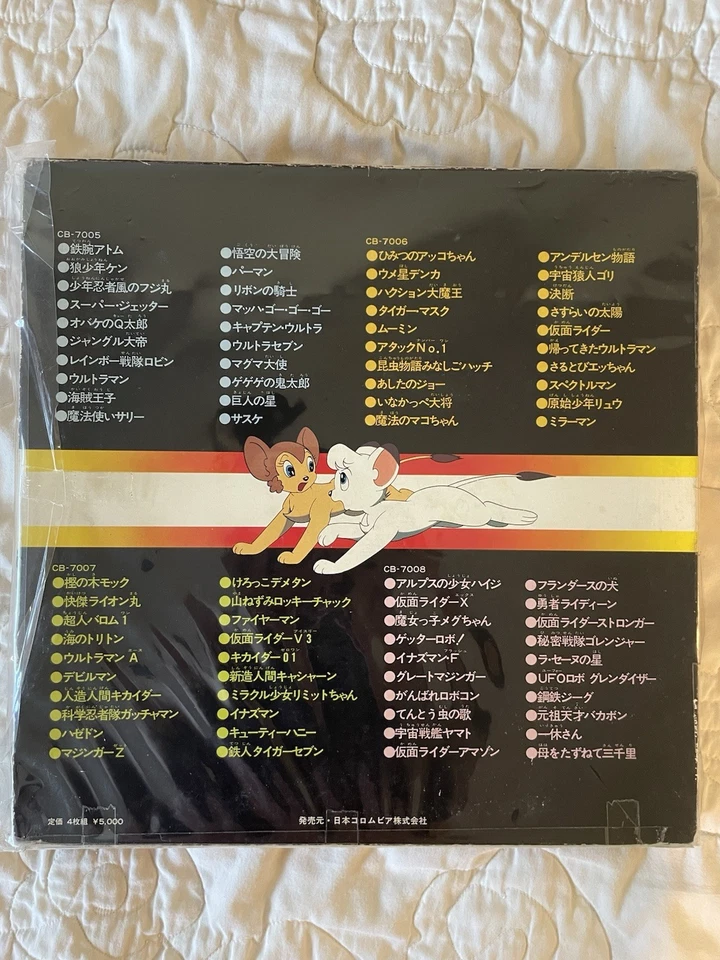 CB-7005
●鉄腕アトム
●狼少年ケン
●少年忍者風のフジ丸
●スーパー・ジェッター
●オバケのQ太郎
●ジャングル大帝
●レインボー戦隊ロビン
●ウルトラマン
●海賊王子
●魔法使いサリー
●悟空の大冒険
●パーマン
●リボンの騎士
●マッハ・ゴー・ゴー・ゴー
●キャプテン・ウルトラ
●ウルトラセブン
●マグマ大使
●ゲゲゲの鬼太郎
●巨人の星
●サスケ
CB-7006
●ひみつのアッコちゃん
●ウメ星デンカ
●ハクション大魔王
●タイガー・マスク
●ムーミン
●アタックNo.1
●昆虫物語みなしごハッチ
●あしたのジョー
●いなかっぺ大将
●魔法のマコちゃん
●アンデルセン物語
●宇宙猿人ゴリ
●決断
●さすらいの太陽
●仮面ライダー
●帰ってきたウルトラマン
●さるとびエッちゃん
●スペクトルマン
●原始少年リュウ
●ミラーマン
CB-7007
●樫の木モック
●快傑ライオン丸
●超人バロム1
●海のトリトン
●ウルトラマンA
●デビルマン
●人造人間キカイダー
●科学忍者隊ガッチャマン
●ハゼドン
●マジンガーZ
●けろっこデメタン
●山ねずみロッキーチャック
●ファイヤーマン
●仮面ライダーV3
●キカイダー01
●新造人間キャシャーン
●ミラクル少女リミットちゃん
●イナズマン
●キューティーハニー
●鉄人タイガーセブン
CB-7008
●アルプスの少女ハイジ
●仮面ライダーX
●魔女っ子メグちゃん
●ゲッターロボ
●イナズマン・F
●グレートマジンガー
●がんばれロボコン
●てんとう虫の歌
●宇宙戦艦ヤマト
●仮面ライダーアマゾン
●フランダースの犬
●勇者ライディーン
●仮面ライダーストロンガー
●秘密戦隊ゴレンジャー
●ラ・セーヌの星
●UFOロボ グレンダイザー
●鋼鉄ジーグ
●元祖天才バカボン
●一休さん
●母をたずねて三千里
定価 4枚組 ¥5,000
発売元・日本コロムビア株式会社